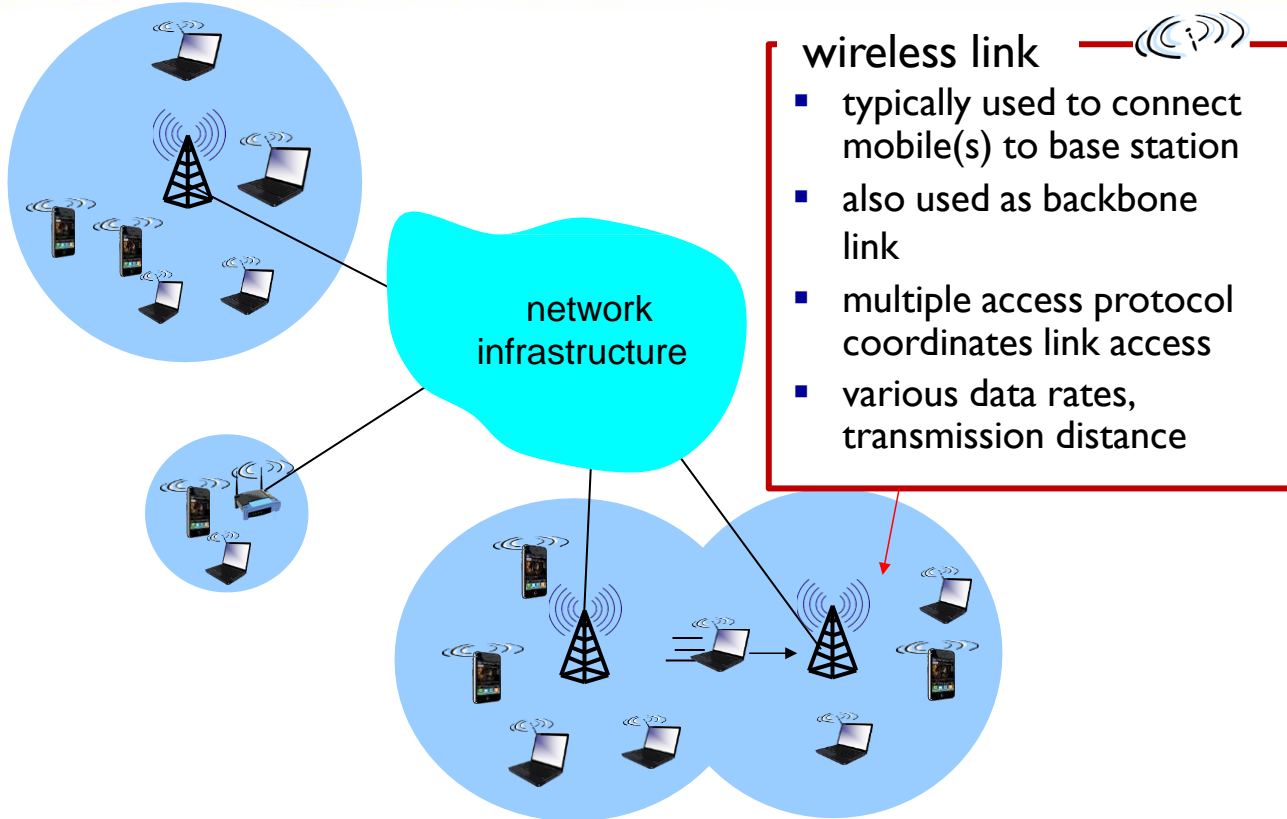 wireless link
▪ typically used to connect
mobile(s) to base station
▪ also used as backbone
link
▪ multiple access protocol
coordinates link access
▪ various data rates,
transmission distance
network
infrastructure